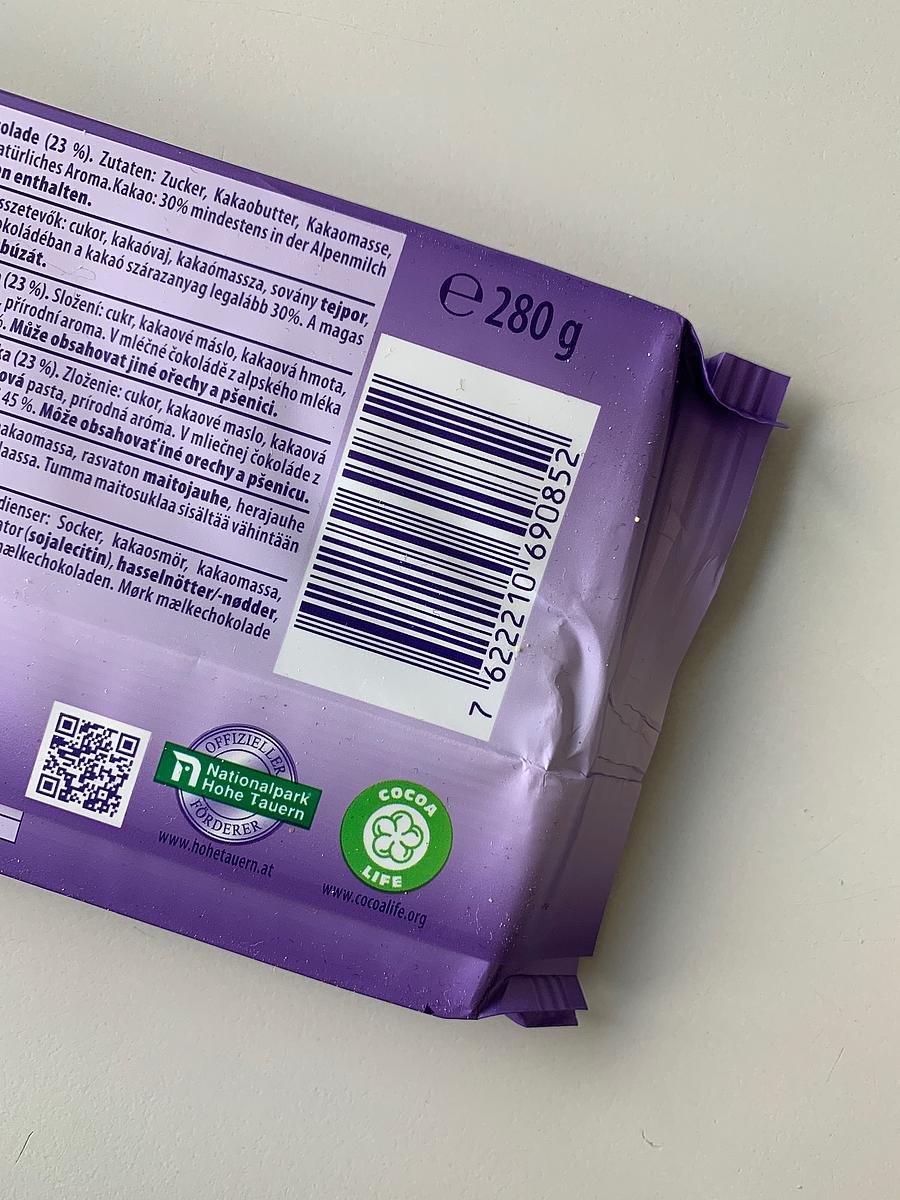 olade (23 %). Zutaten: Zucker, Kakaobutter, Kakaomasse,
atürliches Aroma.Kakao: 30% mindestens in der Alpenmilch
n enthalten.
sszetevők: cukor, kakaóvaj, kakaómassza, sovány tejpor,
okoládéban a kakaó szárazanyag legalább 30%. A magas
búzát.
(23 %). Složení: cukr, kakaové máslo, kakaová hmota,
, přírodní aroma. V mléčné čokoládě z alpského mléka
%. Může obsahovat jiné ořechy a pšenici.
ka (23 %). Zloženie: cukor, kakaové maslo, kakaová
ová pasta, prírodná aróma. V mliečnej čokoláde z
45 %. Môže obsahovať iné orechy a pšenicu.
akaomassa, rasvaton maitojauhe, herajauhe
laassa. Tumma maitosuklaa sisältää vähintään
dienser: Socker, kakaosmör, kakaomassa,
ator (sojalecitin), hasselnötter/-nødder,
ælkechokoladen. Mørk mælkechokolade
℮ 280 g
7 622210 690852
OFFIZIELLER
Nationalpark
Hohe Tauern
FÖRDERER
www.hohetauern.at
COCOA
LIFE
www.cocoalife.org